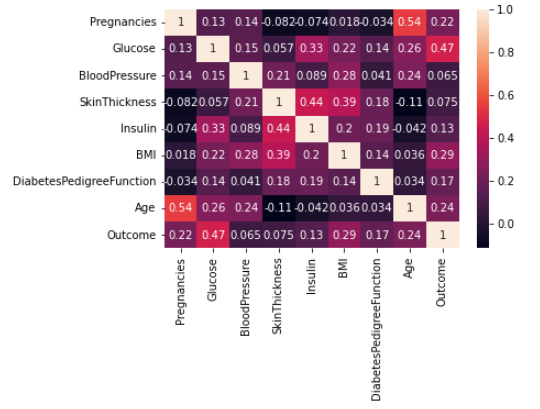 Pregnancies 1 0.13 0.14 -0.082 -0.074 0.018 -0.034 0.54 0.22
Glucose 0.13 1 0.15 0.057 0.33 0.22 0.14 0.26 0.47
BloodPressure 0.14 0.15 1 0.21 0.089 0.28 0.041 0.24 0.065
SkinThickness -0.082 0.057 0.21 1 0.44 0.39 0.18 -0.11 0.075
Insulin -0.074 0.33 0.089 0.44 1 0.2 0.19 -0.042 0.13
BMI 0.018 0.22 0.28 0.39 0.2 1 0.14 0.036 0.29
DiabetesPedigreeFunction -0.034 0.14 0.041 0.18 0.19 0.14 1 0.034 0.17
Age 0.54 0.26 0.24 -0.11 -0.042 0.036 0.034 1 0.24
Outcome 0.22 0.47 0.065 0.075 0.13 0.29 0.17 0.24 1
Pregnancies
Glucose
BloodPressure
SkinThickness
Insulin
BMI
DiabetesPedigreeFunction
Age
Outcome
1.0
0.8
0.6
0.4
0.2
0.0